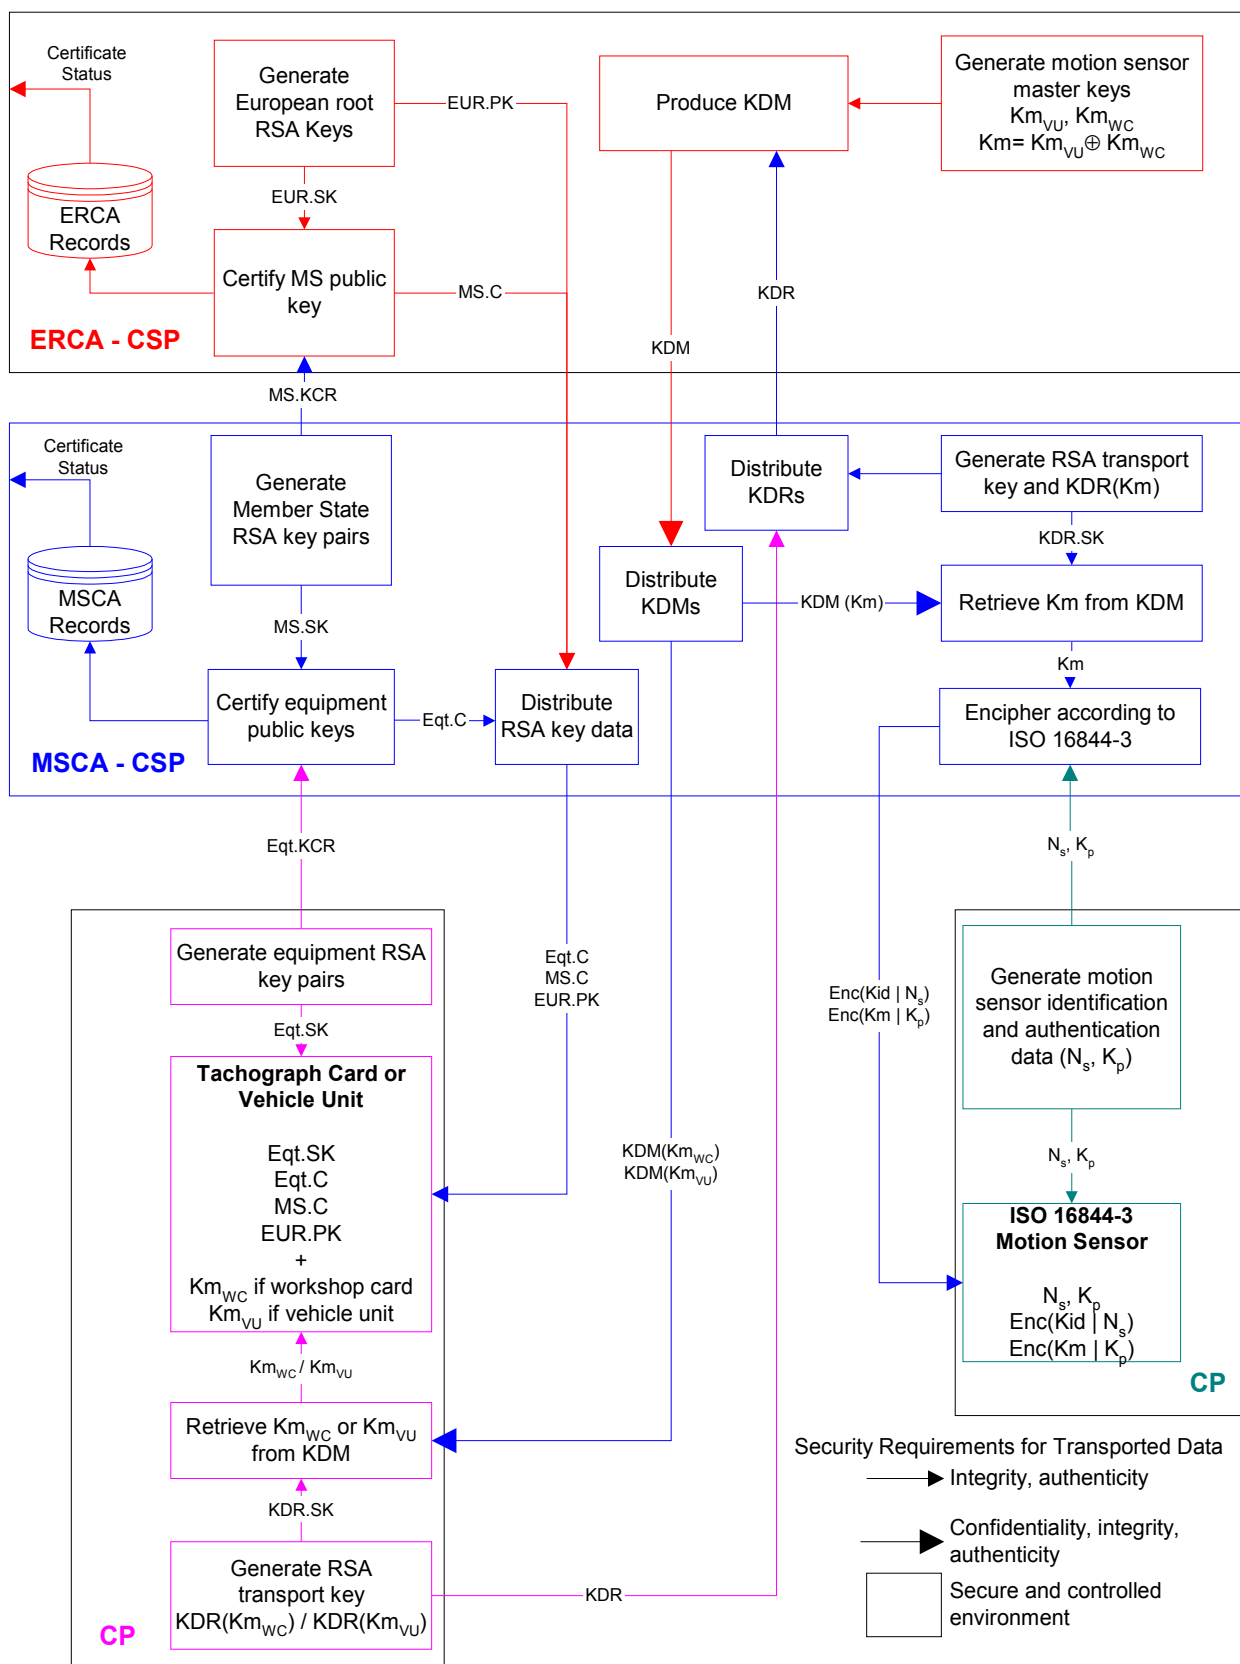 Certificate
Status
Generate
European root
RSA Keys
EUR.PK
Produce KDM
Generate motion sensor
master keys
Km_VU, Km_WC
Km= Km_VU⊕ Km_WC
EUR.SK
ERCA
Records
Certify MS public
key
MS.C
KDR
KDM
ERCA - CSP
MS.KCR
Certificate
Status
Generate
Member State
RSA key pairs
Distribute
KDRs
Generate RSA transport
key and KDR(Km)
KDR.SK
MSCA
Records
MS.SK
Distribute
KDMs
KDM (Km)
Retrieve Km from KDM
Km
Certify equipment
public keys
Eqt.C
Distribute
RSA key data
Encipher according to
ISO 16844-3
MSCA - CSP
Eqt.KCR
N_s, K_p
Generate equipment RSA
key pairs
Eqt.C
MS.C
EUR.PK
Enc(Kid | N_s)
Enc(Km | K_p)
Generate motion
sensor identification
and authentication
data (N_s, K_p)
Eqt.SK
Tachograph Card or
Vehicle Unit
Eqt.SK
Eqt.C
MS.C
EUR.PK
+
Km_WC if workshop card
Km_VU if vehicle unit
KDM(Km_WC)
KDM(Km_VU)
N_s, K_p
ISO 16844-3
Motion Sensor
N_s, K_p
Enc(Kid | N_s)
Enc(Km | K_p)
CP
Km_WC / Km_VU
Retrieve Km_WC or Km_VU
from KDM
KDR.SK
Generate RSA
transport key
KDR(Km_WC) / KDR(Km_VU)
KDR
CP
Security Requirements for Transported Data
Integrity, authenticity
Confidentiality, integrity,
authenticity
Secure and controlled
environment